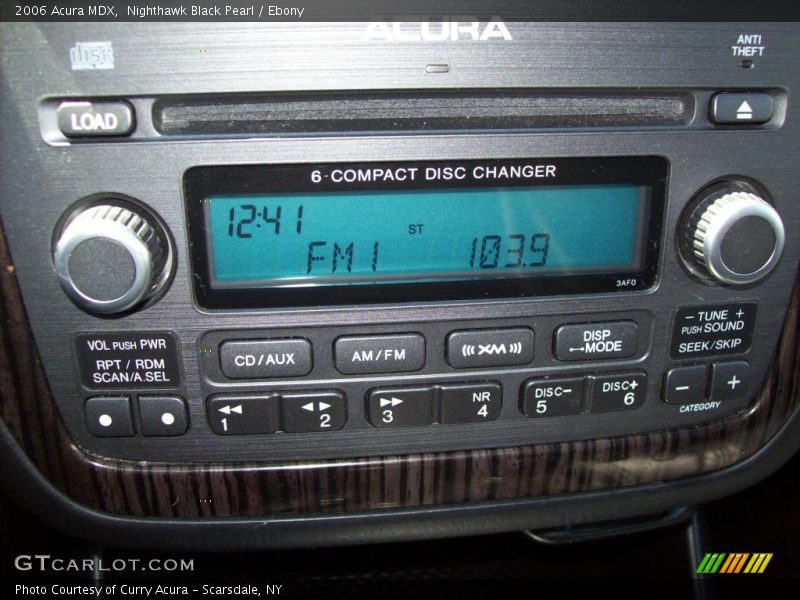 2006 Acura MDX,  Nighthawk Black Pearl / Ebony
ACURA
disc
ANTI
THEFT
LOAD
6-COMPACT DISC CHANGER
12:41
ST
FM1 103.9
3AF0
VOL PUSH PWR
RPT / RDM
SCAN/A.SEL
CD/AUX
AM/FM
XM
DISP
MODE
- TUNE +
PUSH SOUND
SEEK/SKIP
1
2
3
NR
4
DISC-
5
DISC+
6
- +
CATEGORY
GTCARLOT.COM
Photo Courtesy of Curry Acura - Scarsdale, NY